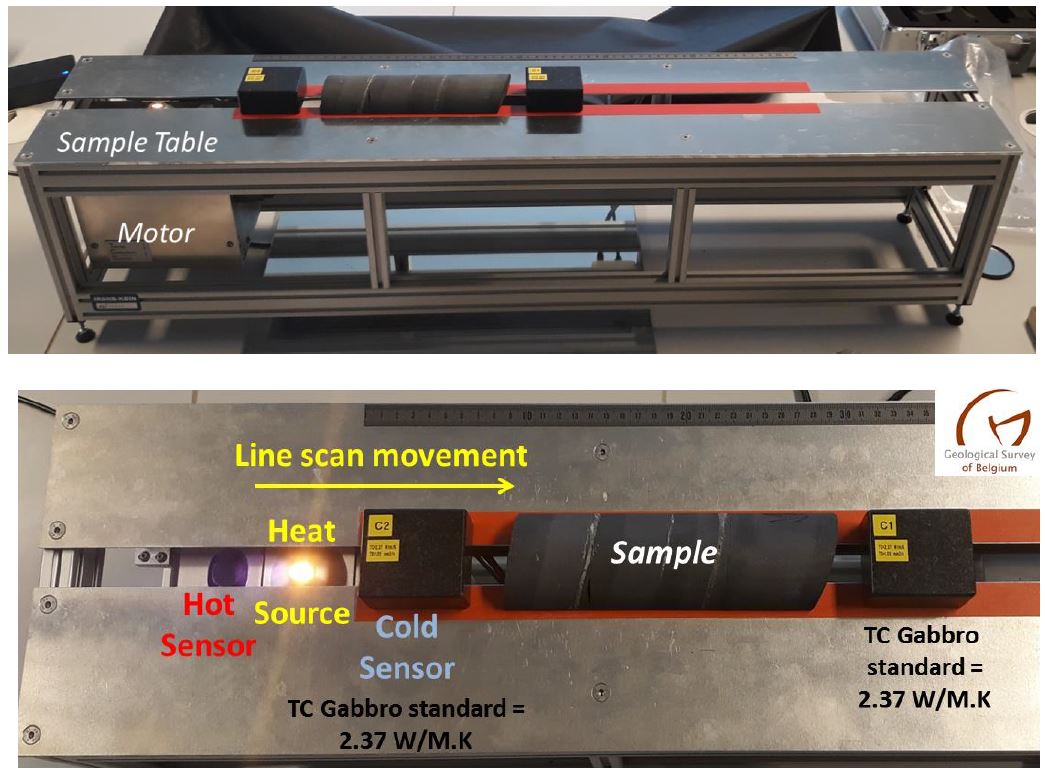 Sample Table
Motor
Line scan movement
Geological Survey
of Belgium
Heat
C2
C1
Sample
Hot
Sensor
Source
Cold
Sensor
TC Gabbro
standard =
2.37 W/M.K
TC Gabbro standard =
2.37 W/M.K